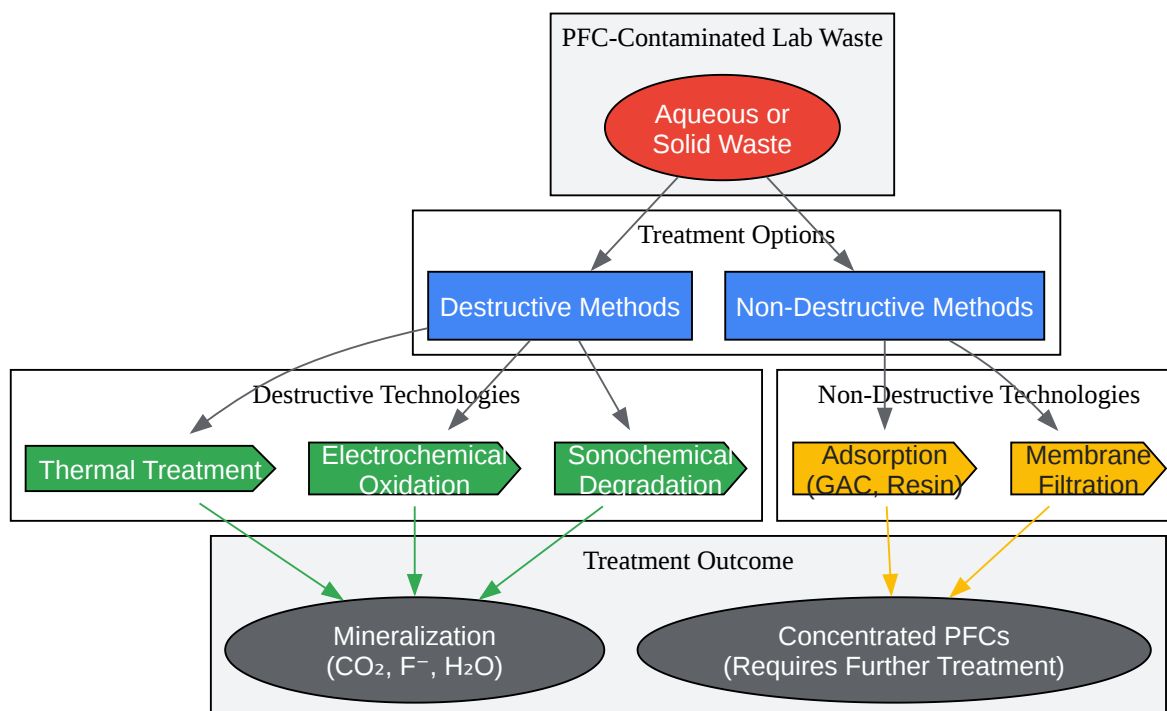 PFC-Contaminated Lab Waste
Aqueous or
Solid Waste
Treatment Options
Destructive Methods
Non-Destructive Methods
Destructive Technologies
Non-Destructive Technologies
Thermal Treatment
Electrochemical
Oxidation
Sonochemical
Degradation
Adsorption
(GAC, Resin)
Membrane
Filtration
Treatment Outcome
Mineralization
(CO₂, F⁻, H₂O)
Concentrated PFCs
(Requires Further Treatment)